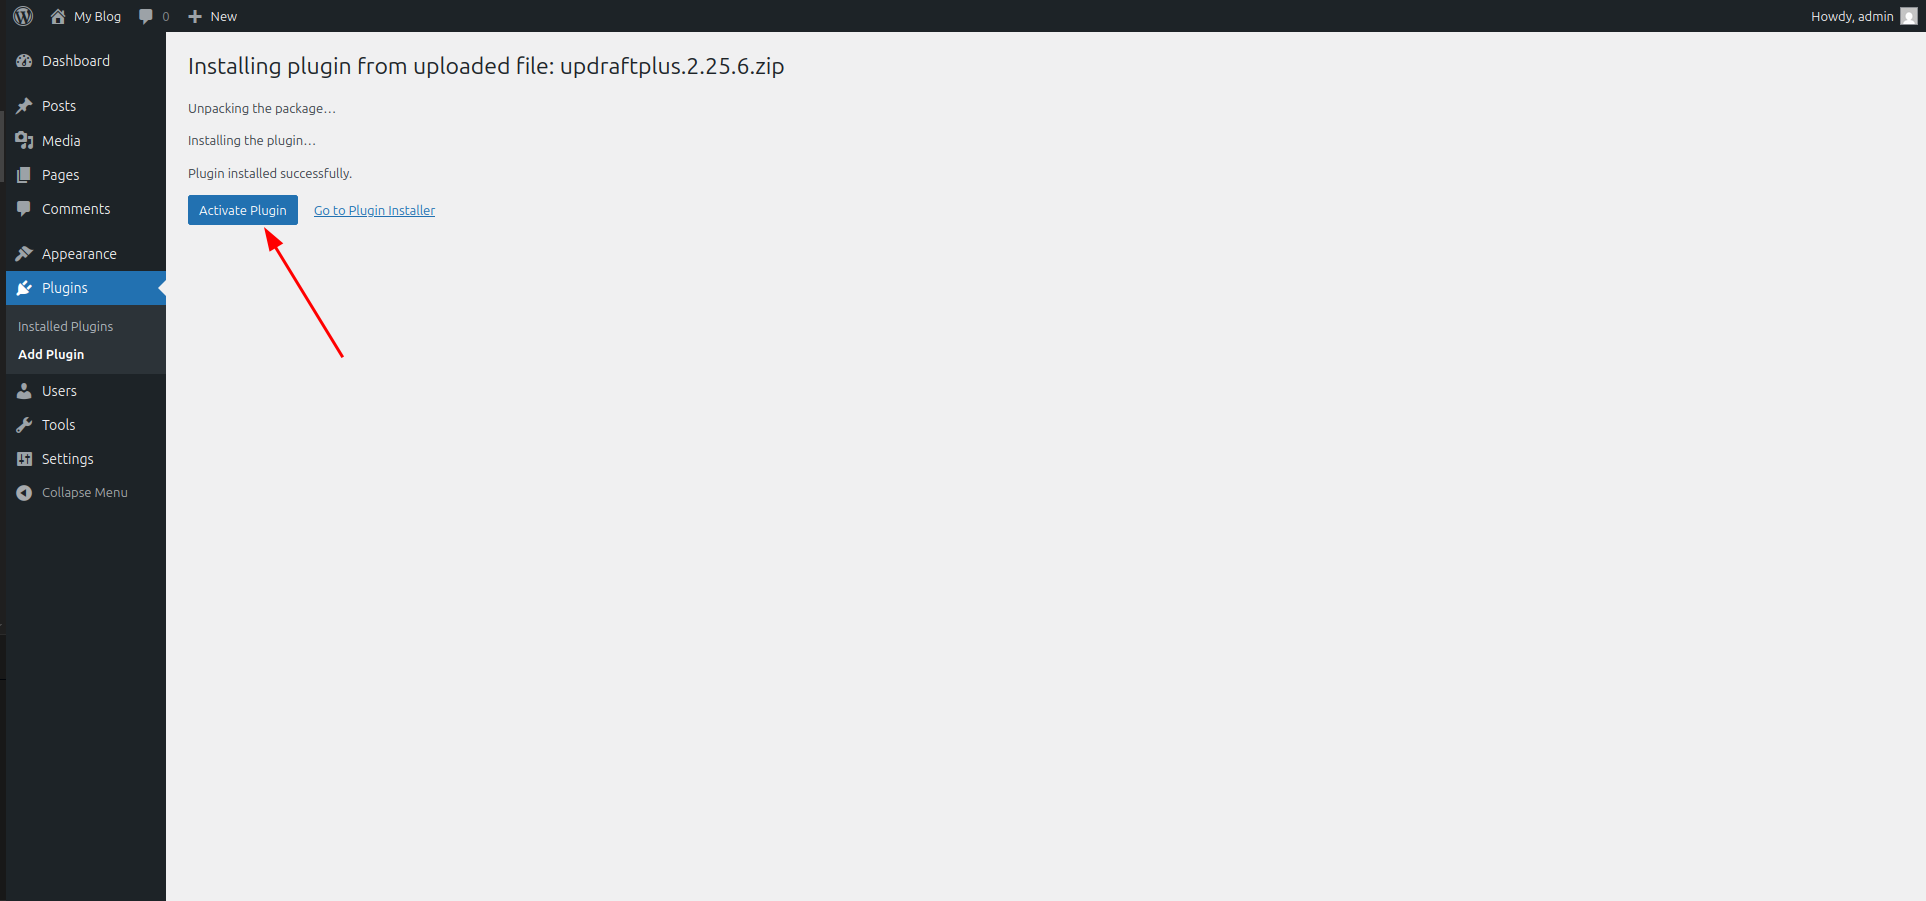 My Blog 0 New Howdy, admin
Dashboard
Posts
Media
Pages
Comments
Appearance
Plugins
Installed Plugins
Add Plugin
Users
Tools
Settings
Collapse Menu
Installing plugin from uploaded file: updraftplus.2.25.6.zip
Unpacking the package…
Installing the plugin…
Plugin installed successfully.
Activate Plugin Go to Plugin Installer